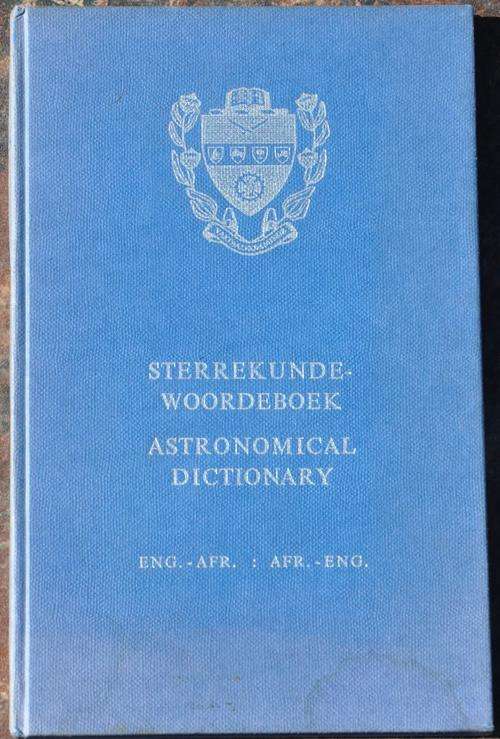 STERREKUNDE-
WOORDEBOEK
ASTRONOMICAL
DICTIONARY
ENG.-AFR. : AFR.-ENG.